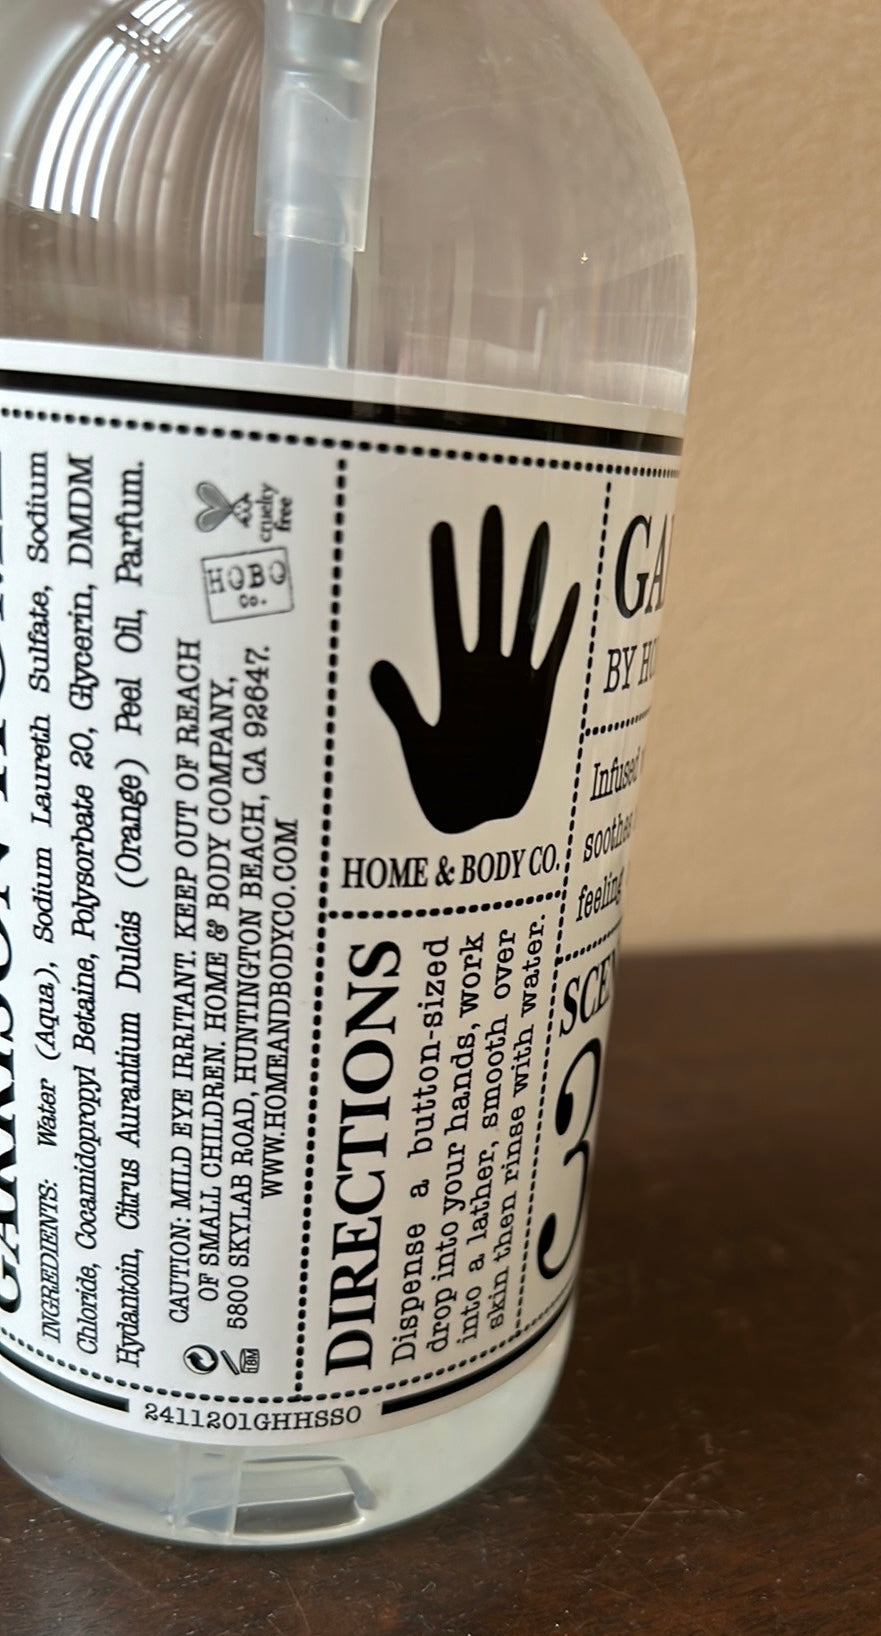 INGREDIENTS: Water (Aqua), Sodium Laureth Sulfate, Sodium
Chloride, Cocamidopropyl Betaine, Polysorbate 20, Glycerin, DMDM
Hydantoin, Citrus Aurantium Dulcis (Orange) Peel Oil, Parfum.
CAUTION: MILD EYE IRRITANT. KEEP OUT OF REACH
OF SMALL CHILDREN. HOME & BODY COMPANY,
5800 SKYLAB ROAD, HUNTINGTON BEACH, CA 92647.
WWW.HOMEANDBODYCO.COM
18M
HOBO
CO.
cruelty
free
HOME & BODY CO.
DIRECTIONS
Dispense a button-sized
drop into your hands, work
into a lather, smooth over
skin then rinse with water.
BY
Infused
soothes
feeling
3
2411201GHHSSO